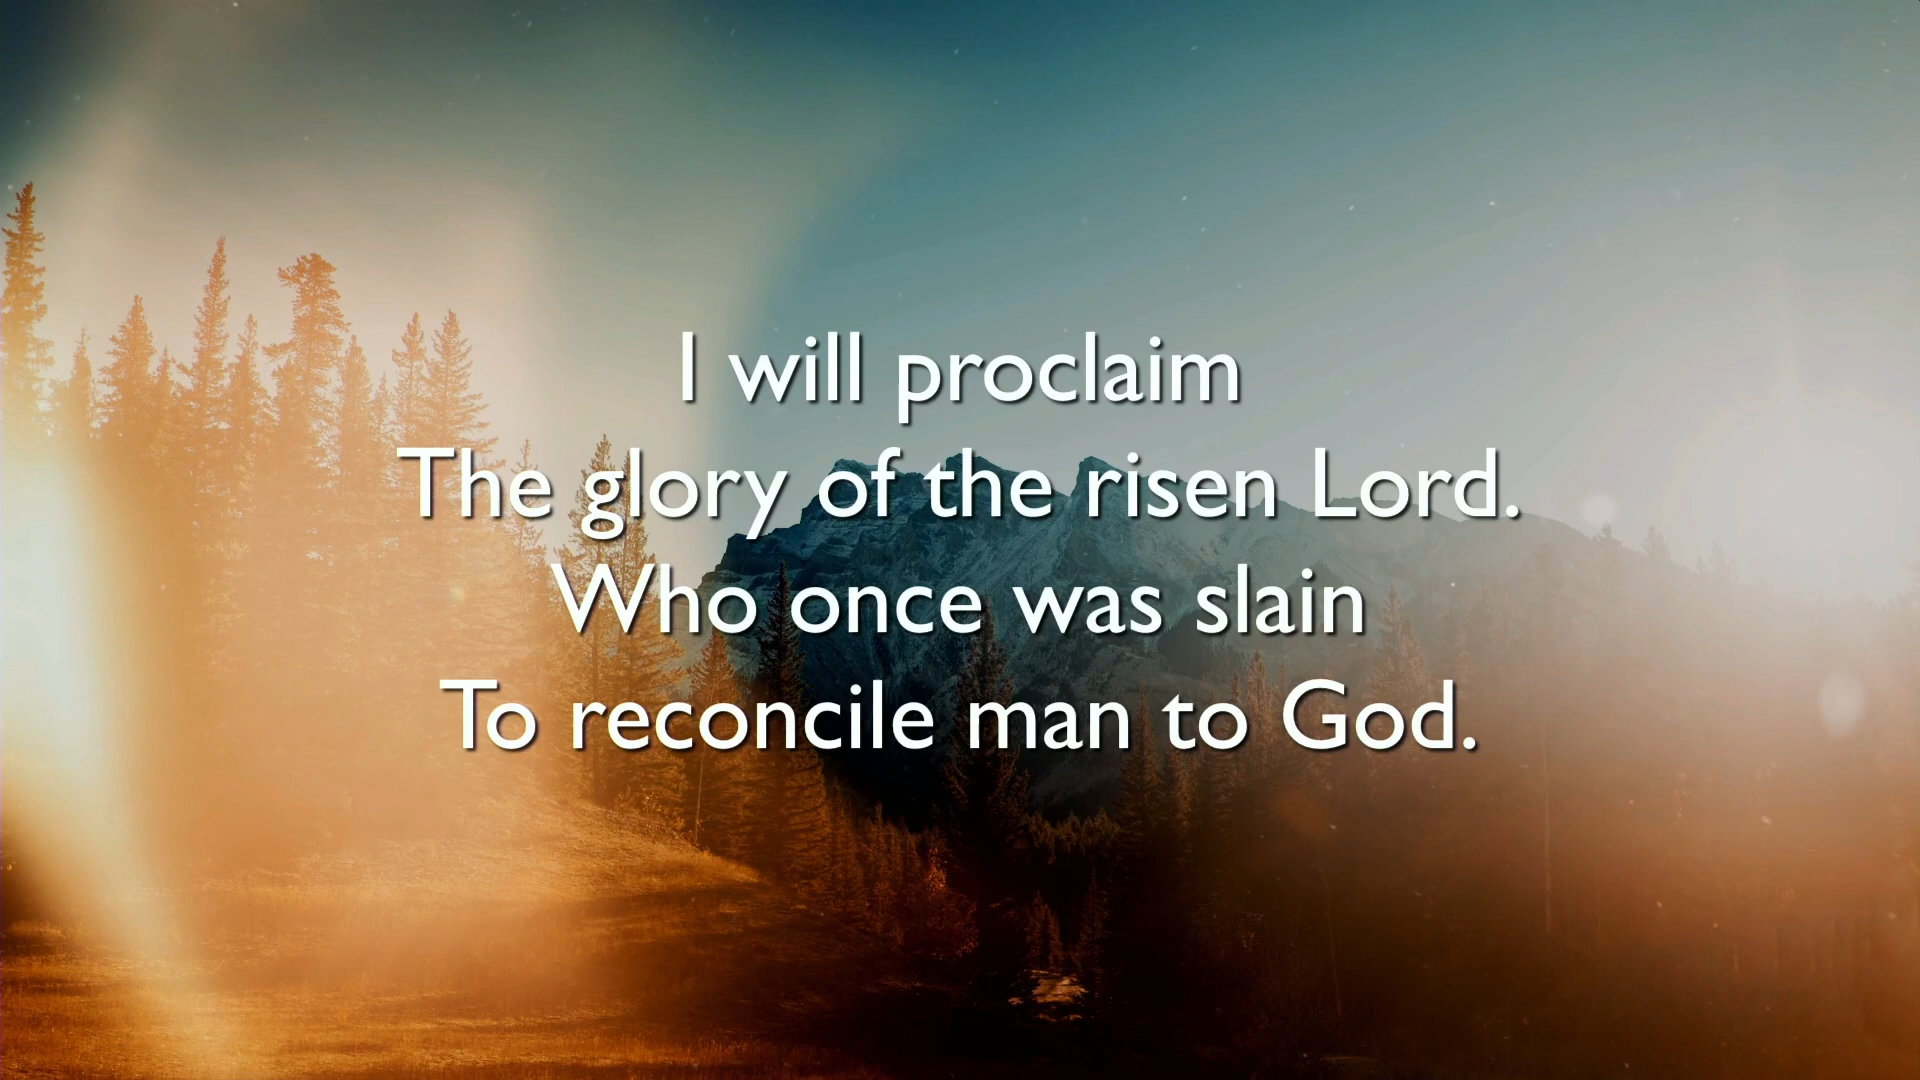 I will proclaim
The glory of the risen Lord.
Who once was slain
To reconcile man to God.